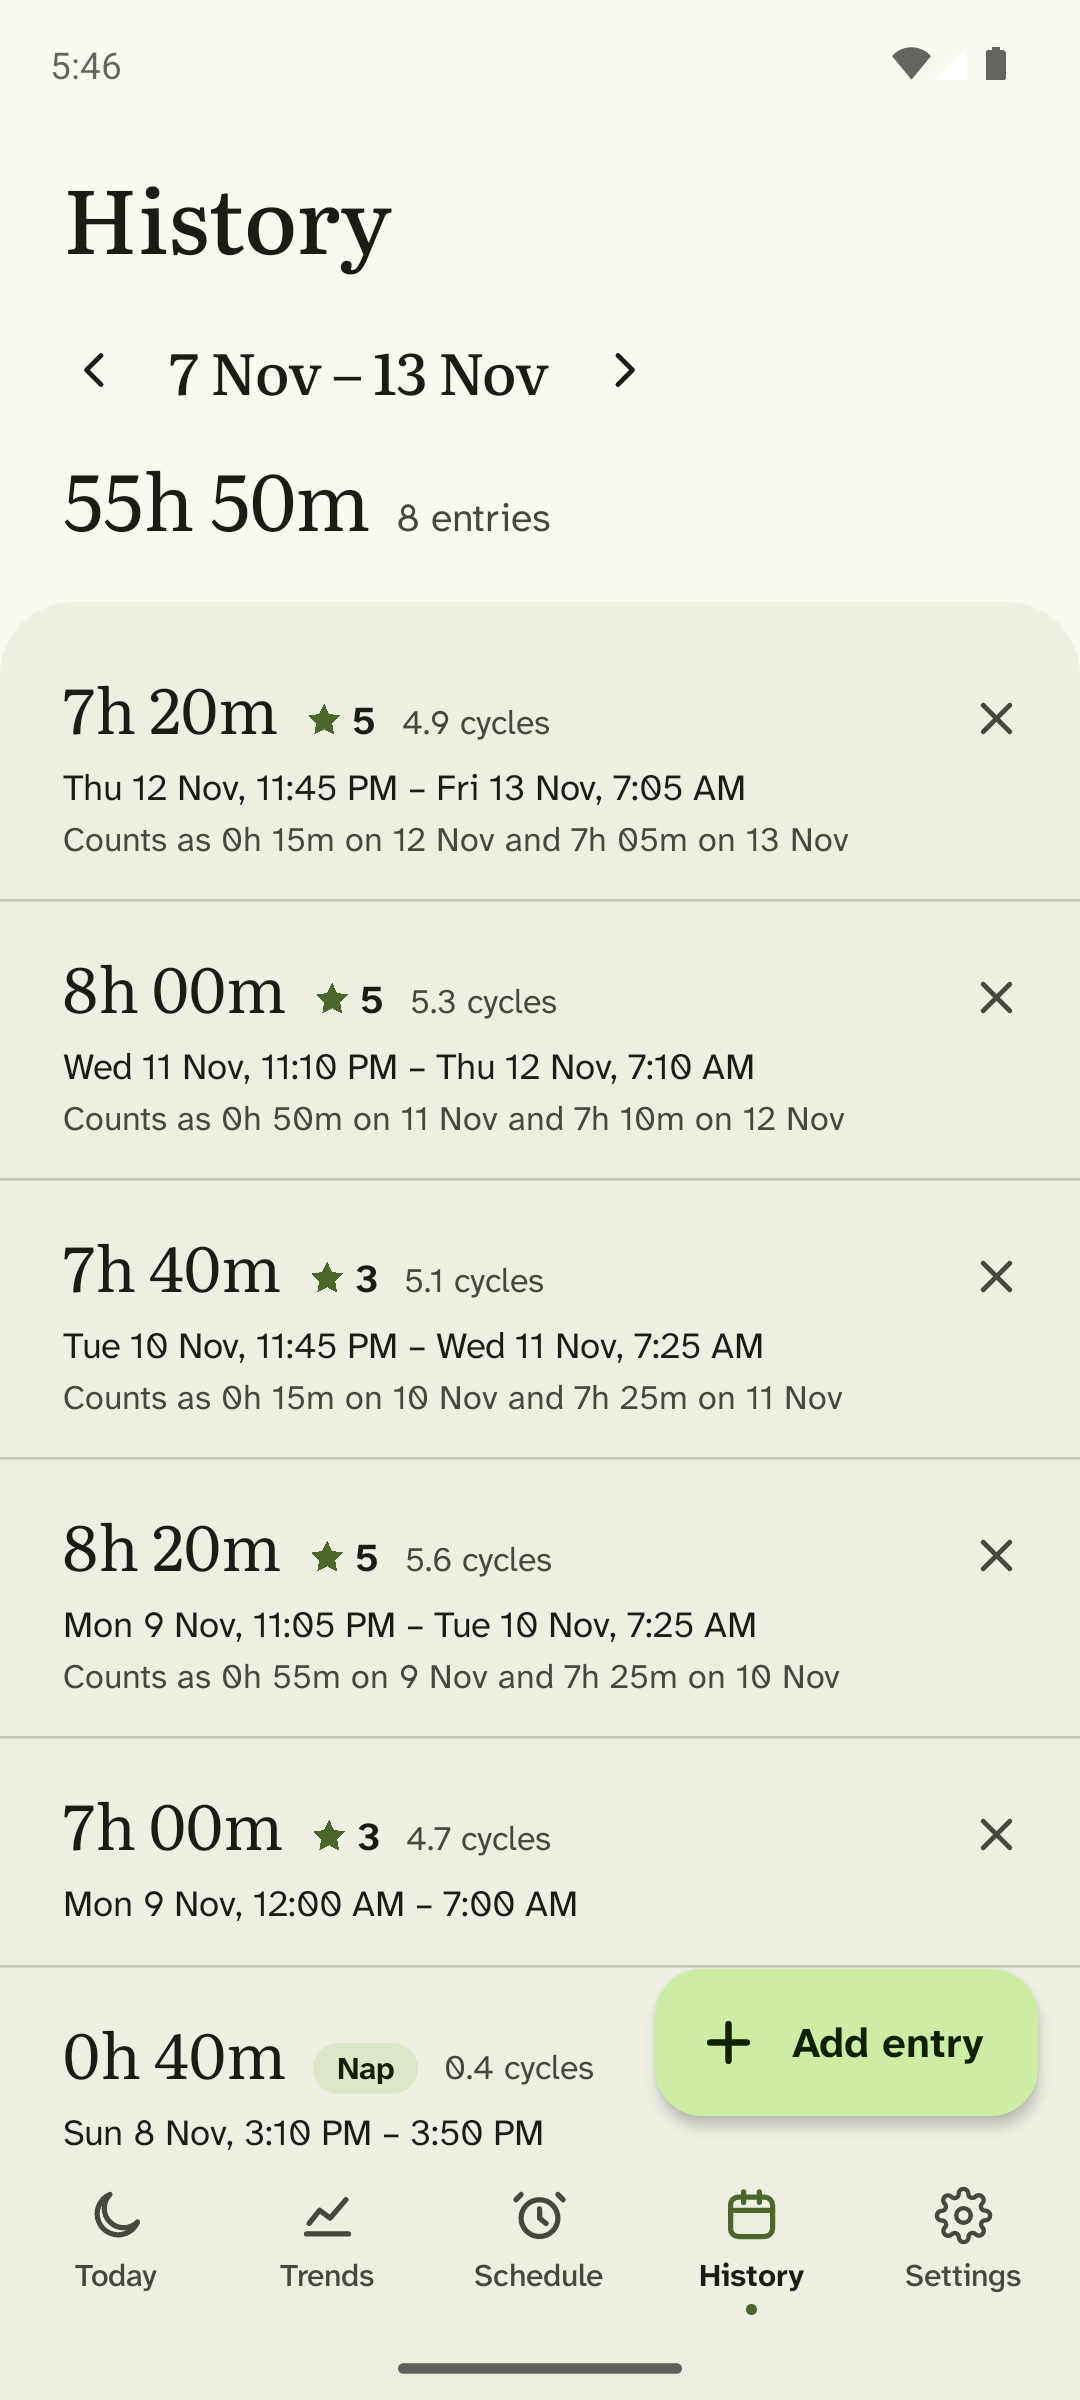 5:46
History
7 Nov – 13 Nov
55h 50m 8 entries
7h 20m 5 4.9 cycles
Thu 12 Nov, 11:45 PM – Fri 13 Nov, 7:05 AM
Counts as 0h 15m on 12 Nov and 7h 05m on 13 Nov
8h 00m 5 5.3 cycles
Wed 11 Nov, 11:10 PM – Thu 12 Nov, 7:10 AM
Counts as 0h 50m on 11 Nov and 7h 10m on 12 Nov
7h 40m 3 5.1 cycles
Tue 10 Nov, 11:45 PM – Wed 11 Nov, 7:25 AM
Counts as 0h 15m on 10 Nov and 7h 25m on 11 Nov
8h 20m 5 5.6 cycles
Mon 9 Nov, 11:05 PM – Tue 10 Nov, 7:25 AM
Counts as 0h 55m on 9 Nov and 7h 25m on 10 Nov
7h 00m 3 4.7 cycles
Mon 9 Nov, 12:00 AM – 7:00 AM
0h 40m Nap 0.4 cycles
Add entry
Sun 8 Nov, 3:10 PM – 3:50 PM
Today Trends Schedule History Settings